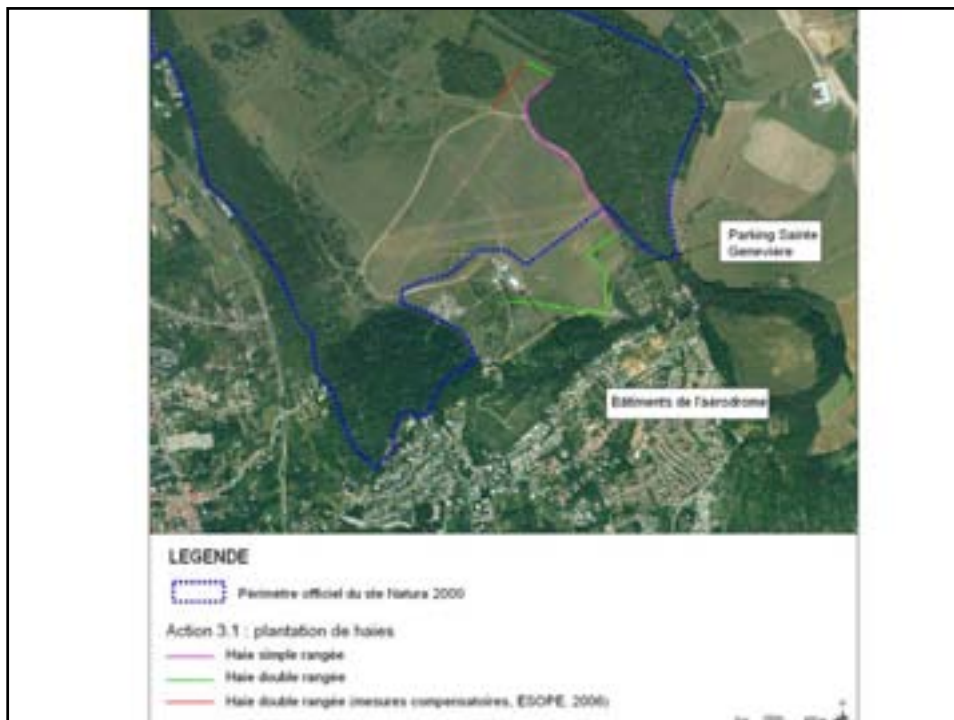 Parking Sainte
Geneviève
Bâtiments de l'aérodrome
LEGENDE
Périmètre officiel du site Natura 2000
Action 3.1 : plantation de haies
Haie simple rangée
Haie double rangée
Haie double rangée (mesures compensatoires, ESOPE, 2006)